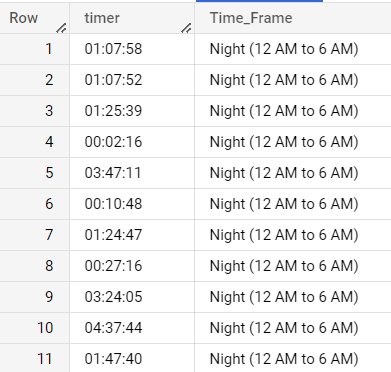 Row timer Time_Frame
1 01:07:58 Night (12 AM to 6 AM)
2 01:07:52 Night (12 AM to 6 AM)
3 01:25:39 Night (12 AM to 6 AM)
4 00:02:16 Night (12 AM to 6 AM)
5 03:47:11 Night (12 AM to 6 AM)
6 00:10:48 Night (12 AM to 6 AM)
7 01:24:47 Night (12 AM to 6 AM)
8 00:27:16 Night (12 AM to 6 AM)
9 03:24:05 Night (12 AM to 6 AM)
10 04:37:44 Night (12 AM to 6 AM)
11 01:47:40 Night (12 AM to 6 AM)